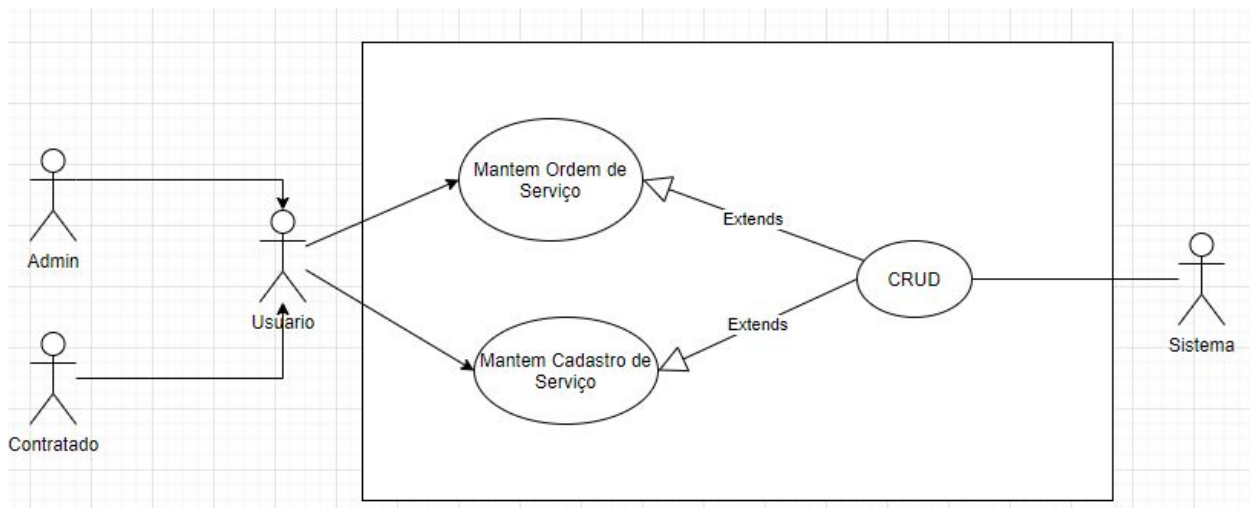 Mantem Ordem de
Serviço
Extends
Admin
CRUD
Usuario
Extends
Sistema
Mantem Cadastro de
Serviço
Contratado